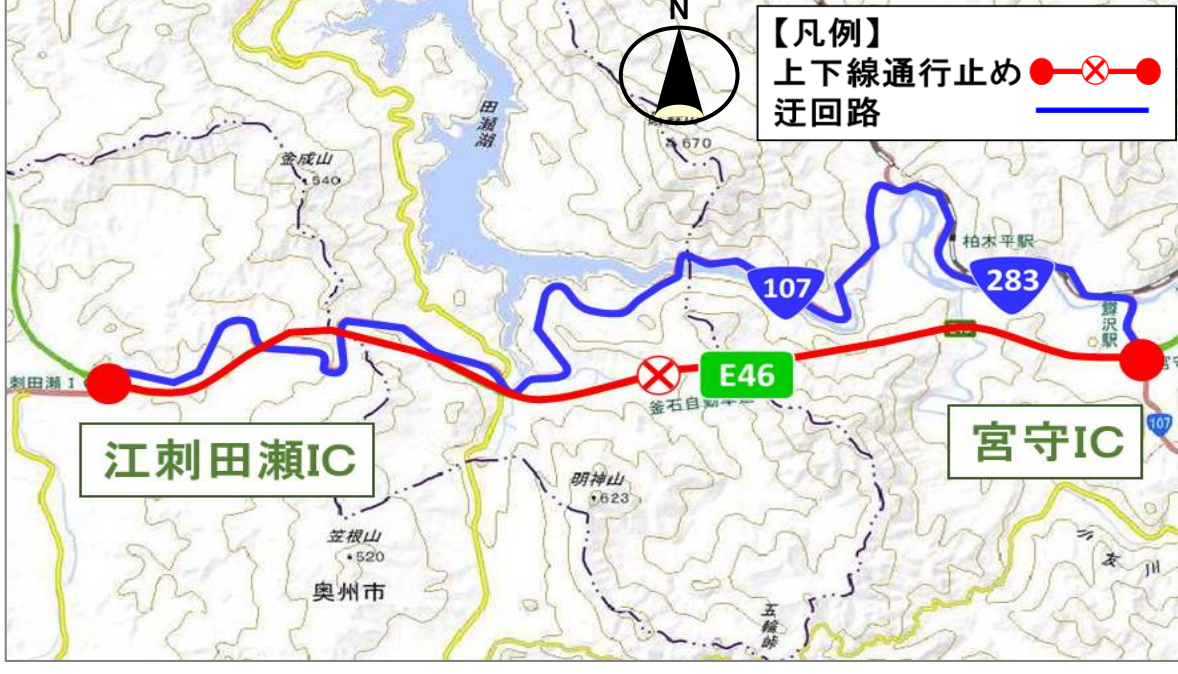 N
【凡例】
上下線通行止め
迂回路
田瀬湖
670
金成山
540
柏木平駅
107
283
鱒沢駅
刺田瀬I
E46
釜石自動車道
107
江刺田瀬IC
宮守IC
明神山
623
笠根山
520
奥州市
五輪峠
友川